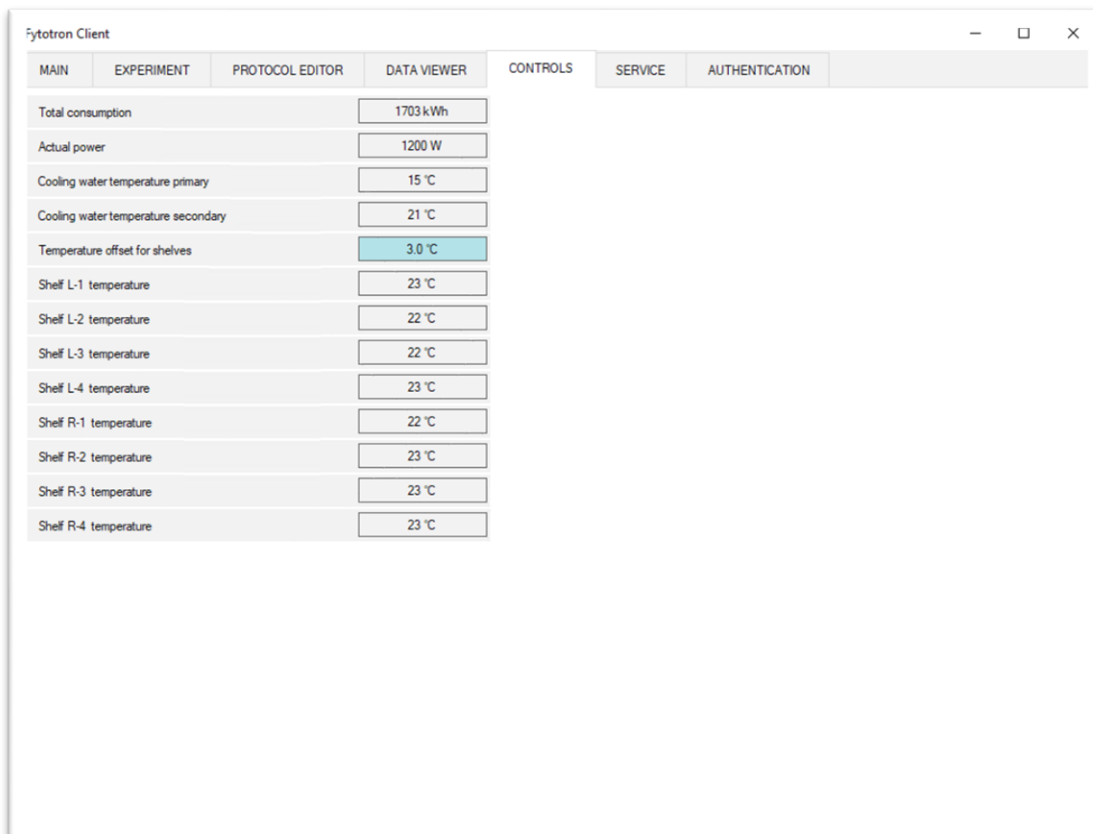 Fytotron Client
MAIN EXPERIMENT PROTOCOL EDITOR DATA VIEWER CONTROLS SERVICE AUTHENTICATION
Total consumption 1703 kWh
Actual power 1200 W
Cooling water temperature primary 15 °C
Cooling water temperature secondary 21 °C
Temperature offset for shelves 3.0 °C
Shelf L-1 temperature 23 °C
Shelf L-2 temperature 22 °C
Shelf L-3 temperature 22 °C
Shelf L-4 temperature 23 °C
Shelf R-1 temperature 22 °C
Shelf R-2 temperature 23 °C
Shelf R-3 temperature 23 °C
Shelf R-4 temperature 23 °C